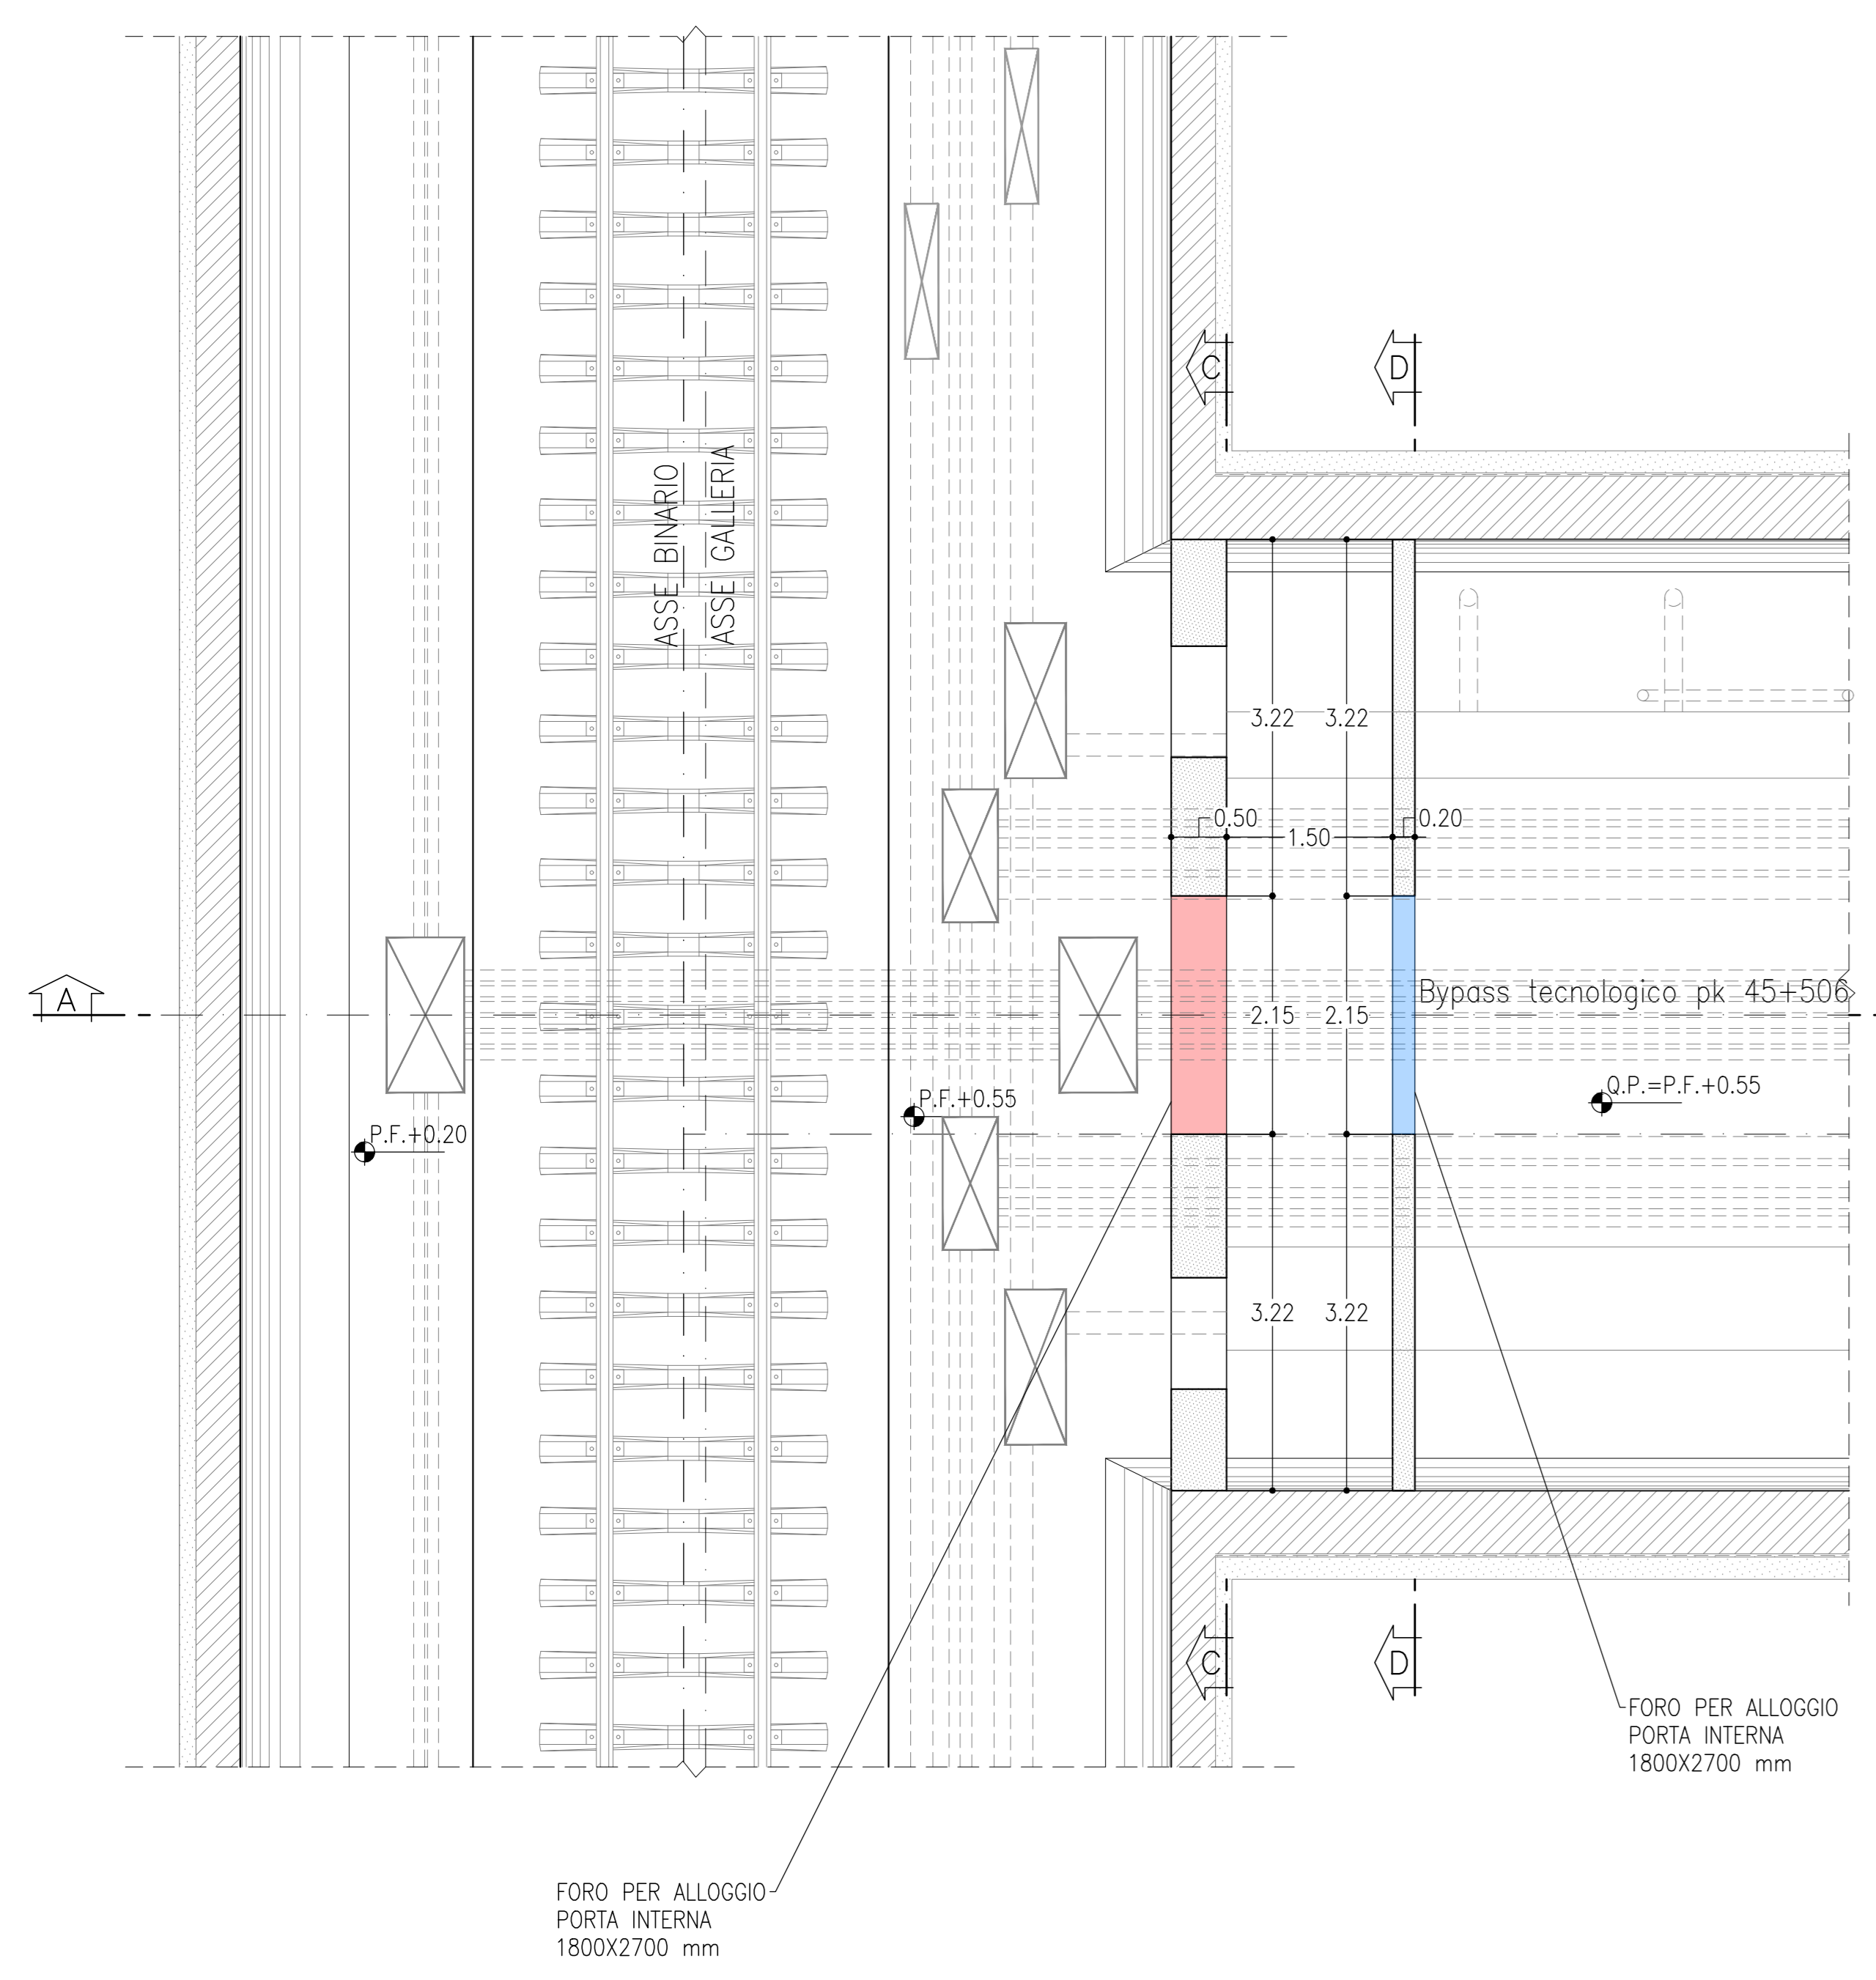 C
D
ASSE BINARIO
ASSE GALLERIA
3.22
3.22
0.50
1.50
0.20
A
Bypass tecnologico pk 45+506
2.15
2.15
P.F.+0.20
P.F.+0.55
Q.P.=P.F.+0.55
3.22
3.22
C
D
FORO PER ALLOGGIO
PORTA INTERNA
1800X2700 mm
FORO PER ALLOGGIO
PORTA INTERNA
1800X2700 mm